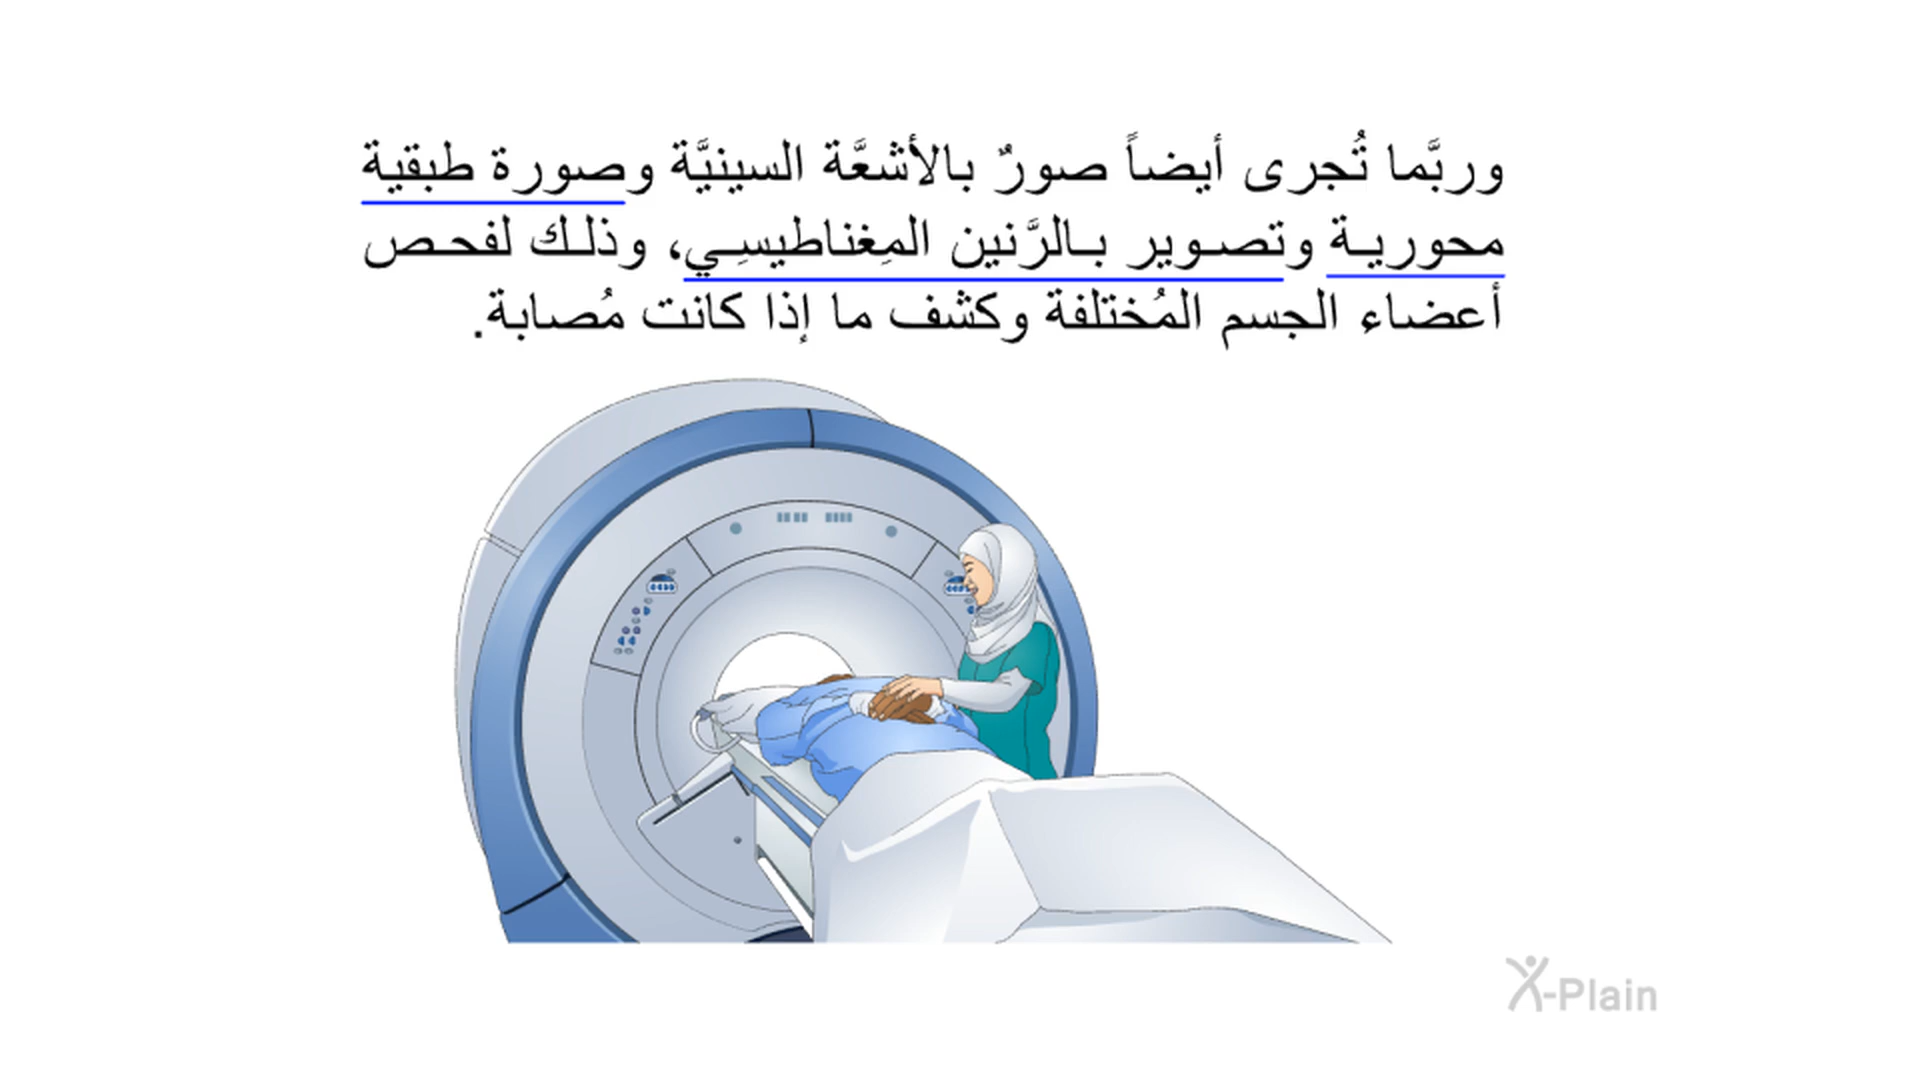 وربَّما تُجرى أيضاً صورٌ بالأشعَّة السينيَّة وصورة طبقية
محورية وتصوير بالرَّنين المِغناطيسِي، وذلك لفحص
أعضاء الجسم المُختلفة وكشف ما إذا كانت مُصابة.
X-Plain